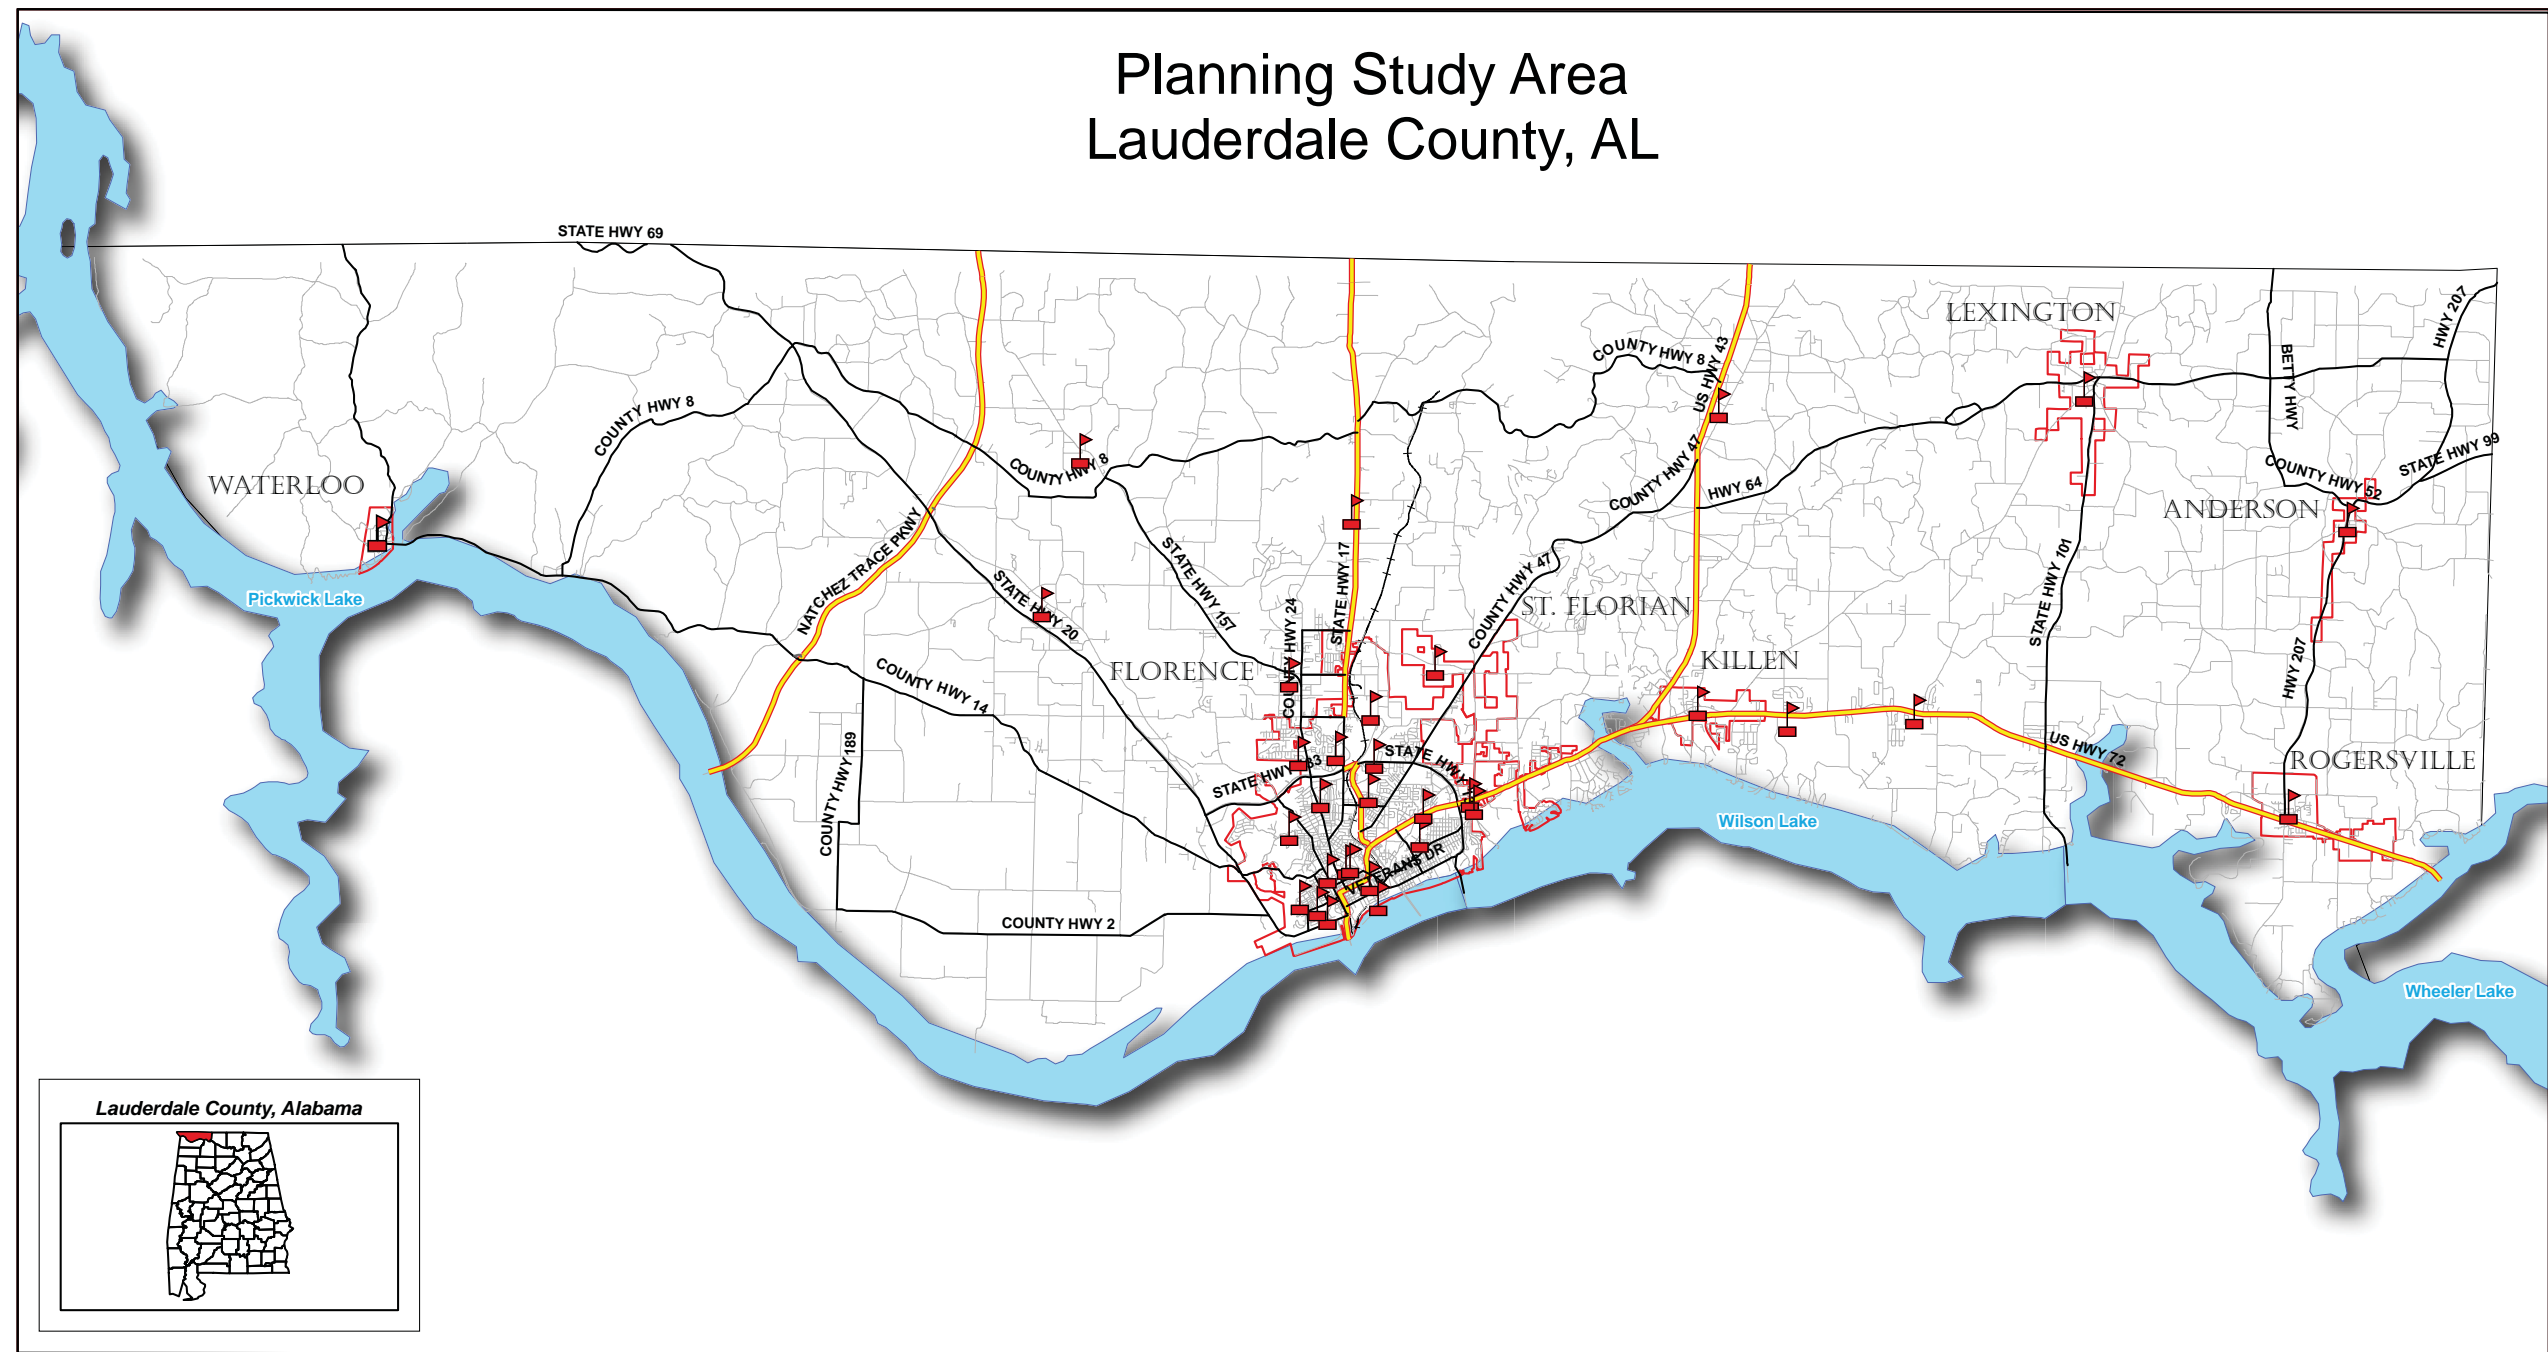 Planning Study Area
Lauderdale County, AL
STATE HWY 69
LEXINGTON
HWY 207
COUNTY HWY 8
US HWY 43
BETTY HWY
COUNTY HWY 8
COUNTY HWY 8
COUNTY HWY 47
HWY 64
COUNTY HWY 52
STATE HWY 99
WATERLOO
ANDERSON
NATCHEZ TRACE PKWY
STATE HWY 157
STATE HWY 17
COUNTY HWY 47
STATE HWY 101
Pickwick Lake
STATE HWY 20
COUNTY HWY 24
ST. FLORIAN
FLORENCE
KILLEN
HWY 207
COUNTY HWY 14
COUNTY HWY 189
STATE HWY
STATE HWY
US HWY 72
ROGERSVILLE
Wilson Lake
VETERANS DR
COUNTY HWY 2
Wheeler Lake
Lauderdale County, Alabama